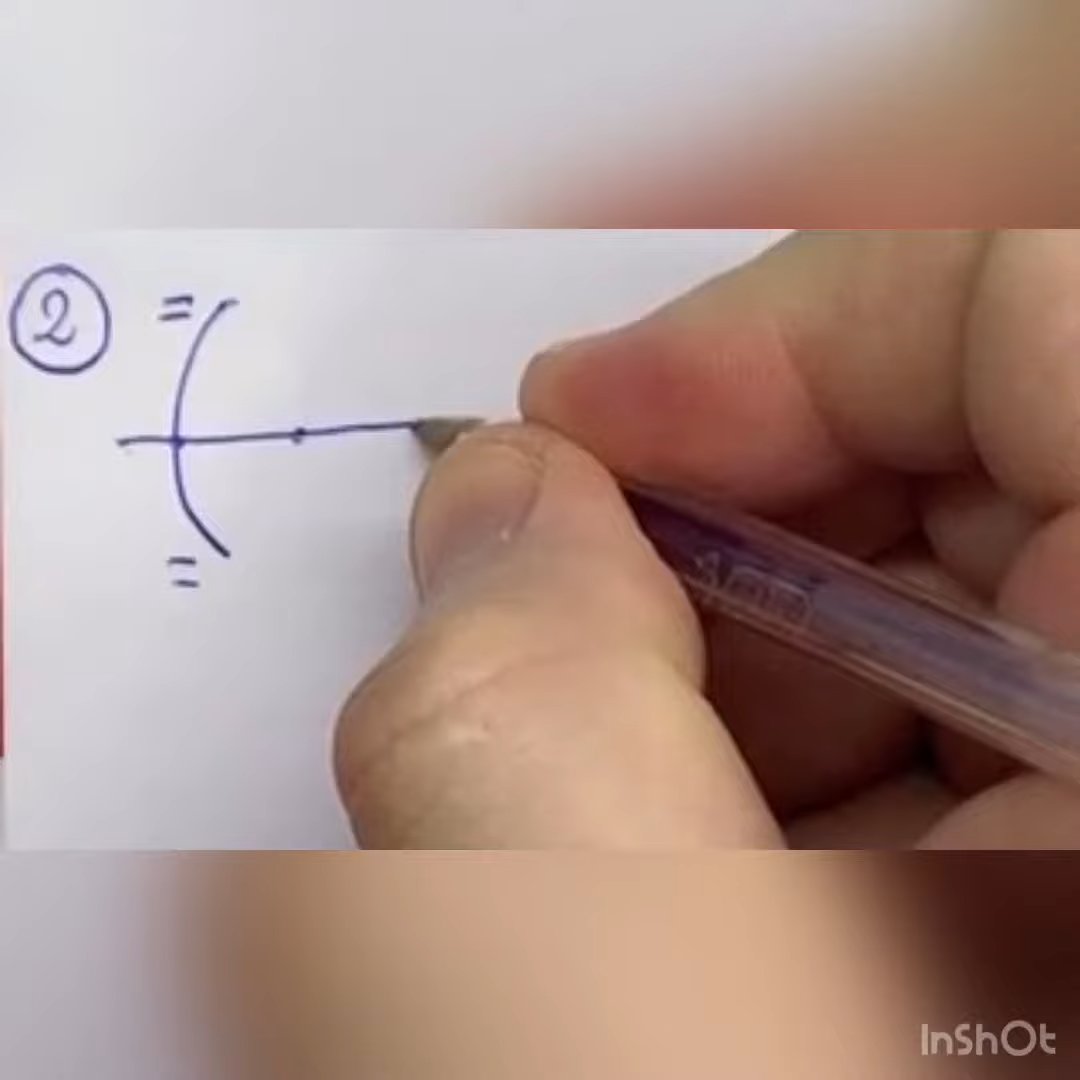 2
=
=
InShOt